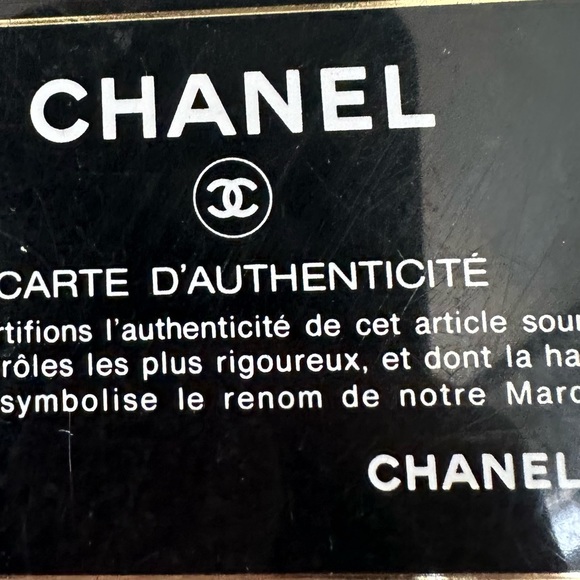 CHANEL
CARTE D'AUTHENTICITÉ
rtifions l'authenticité de cet article sour
rôles les plus rigoureux, et dont la ha
symbolise le renom de notre Marq
CHANEL